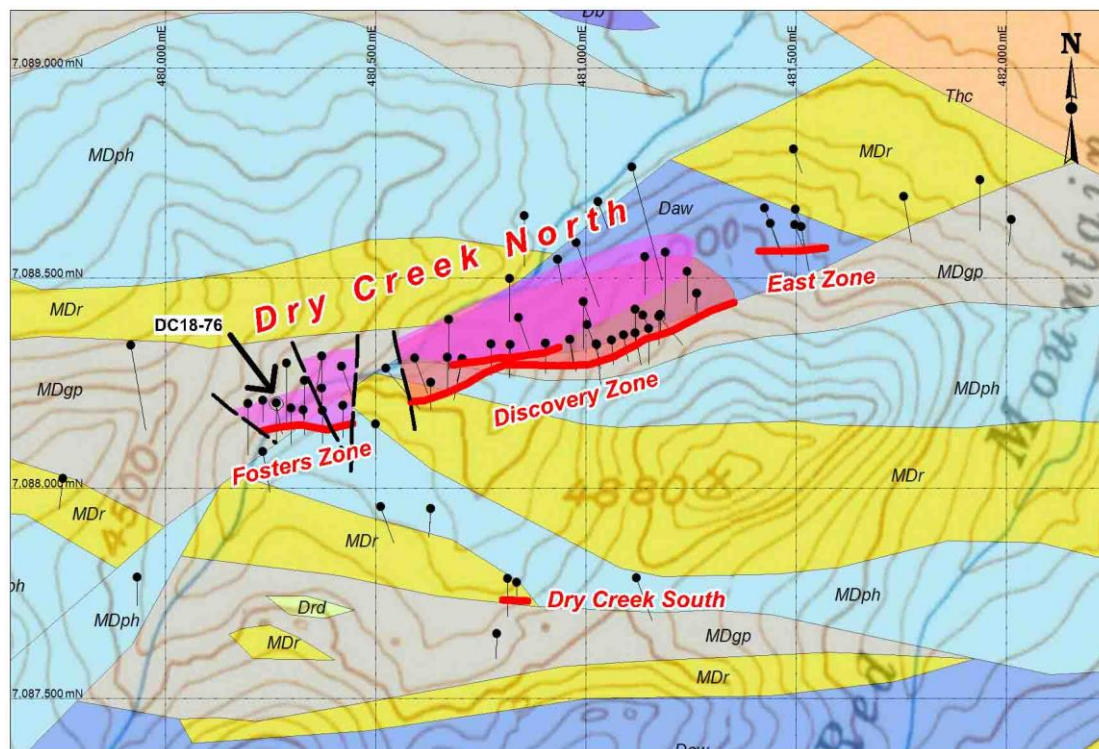 Db
480,000 mE
480,500 mE
481,000 mE
481,500 mE
482,000 mE
N
7,089,000 mN
Thc
MDph
MDr
Daw
Dry Creek North
East Zone
7,088,500 mN
MDgp
MDr
DC18-76
MDgp
MDph
Discovery Zone
Fosters Zone
Mountain
4500
4880
MDr
7,088,000 mN
MDr
MDr
Dry Creek South
MDph
ph
MDph
Drd
MDr
MDgp
MDr
Red
7,087,500 mN
Daw